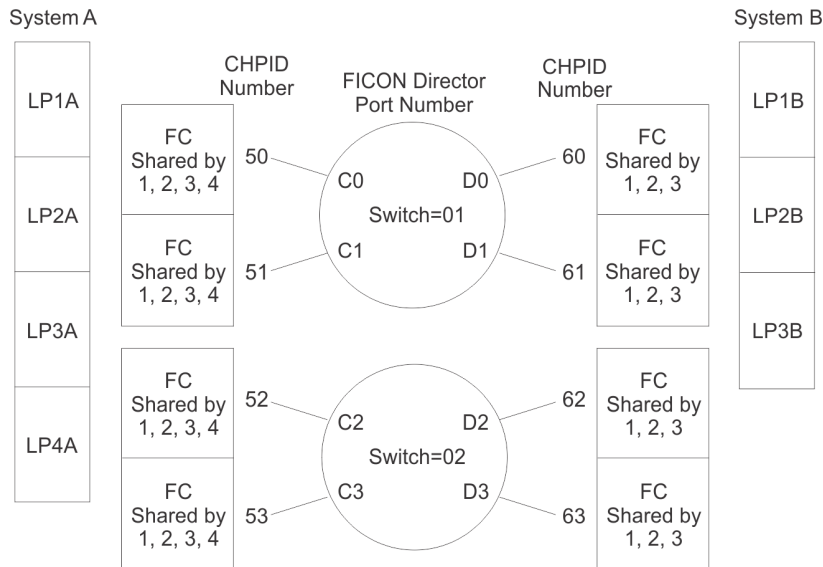 System A
System B
LP1A
LP2A
LP3A
LP4A
CHPID
Number
FICON Director
Port Number
CHPID
Number
FC
Shared by
1, 2, 3, 4
50
C0
D0
60
FC
Shared by
1, 2, 3
Switch=01
FC
Shared by
1, 2, 3, 4
51
C1
D1
61
FC
Shared by
1, 2, 3
FC
Shared by
1, 2, 3, 4
52
C2
D2
62
FC
Shared by
1, 2, 3
Switch=02
FC
Shared by
1, 2, 3, 4
53
C3
D3
63
FC
Shared by
1, 2, 3
LP1B
LP2B
LP3B